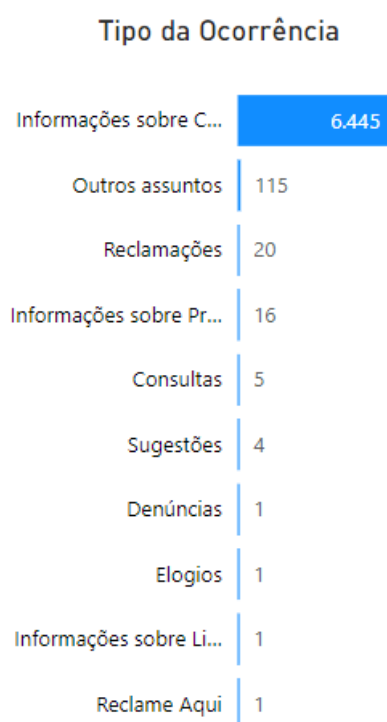 Tipo da Ocorrência
Informações sobre C... 6.445
Outros assuntos 115
Reclamações 20
Informações sobre Pr... 16
Consultas 5
Sugestões 4
Denúncias 1
Elogios 1
Informações sobre Li... 1
Reclame Aqui 1